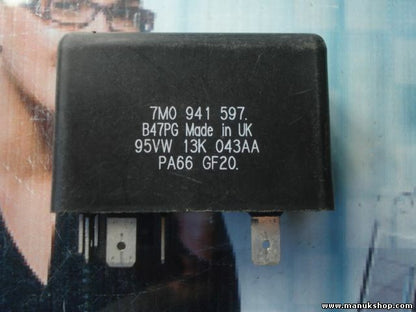 7M0 941 597.
B47PG Made in UK
95VW 13K 043AA
PA66 GF20.
www.manukshop.com